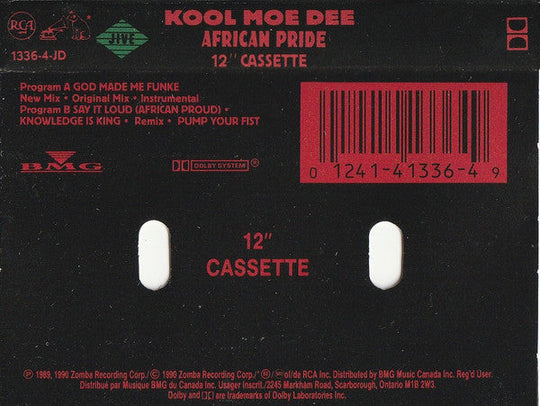 RCA
JIVE
1336-4-JD
KOOL MOE DEE
AFRICAN PRIDE
12" CASSETTE
Program A GOD MADE ME FUNKE
New Mix • Original Mix • Instrumental
Program B SAY IT LOUD (AFRICAN PROUD) •
KNOWLEDGE IS KING • Remix • PUMP YOUR FIST
BMG
DOLBY SYSTEM ®
0 1241-41336-4 9
12"
CASSETTE
℗ 1989, 1990 Zomba Recording Corp./© 1990 Zomba Recording Corp./ of/de RCA Inc. Distributed by BMG Music Canada Inc. Reg'd User.
Distribué par Musique BMG du Canada Inc. Usager Inscrit./3245 Markham Road, Scarborough, Ontario M1B 2W3.
Dolby and are trademarks of Dolby Laboratories Inc.